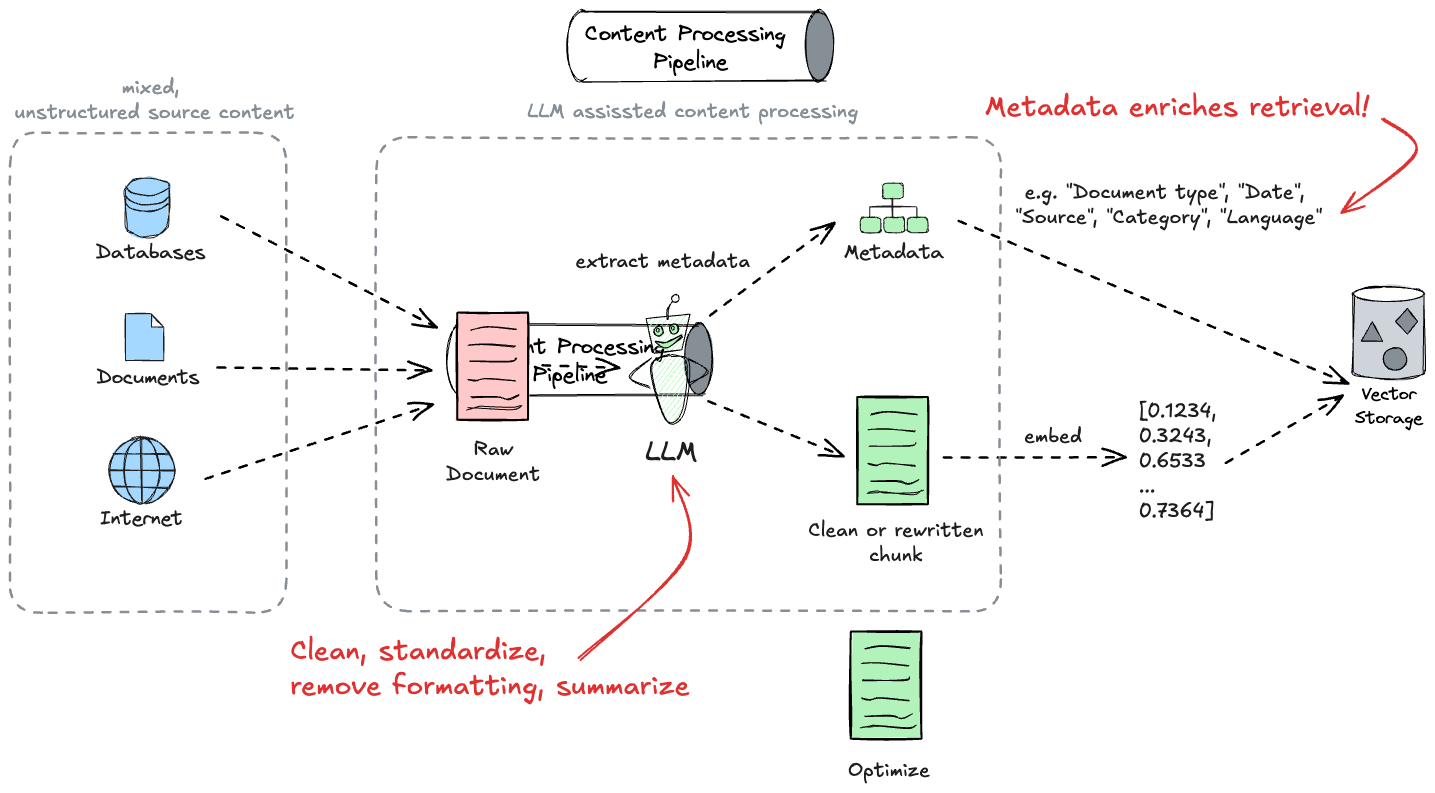 Content Processing
Pipeline
mixed,
unstructured source content
LLM assissted content processing
Metadata enriches retrieval!
e.g. "Document type", "Date",
"Source", "Category", "Language"
Databases
Metadata
extract metadata
Processing
Pipeline
Documents
Vector
Storage
[0.1234,
0.3243,
0.6533
...
0.7364]
embed
Raw
Document
LLM
Internet
Clean or rewritten
chunk
Clean, standardize,
remove formatting, summarize
Optimize